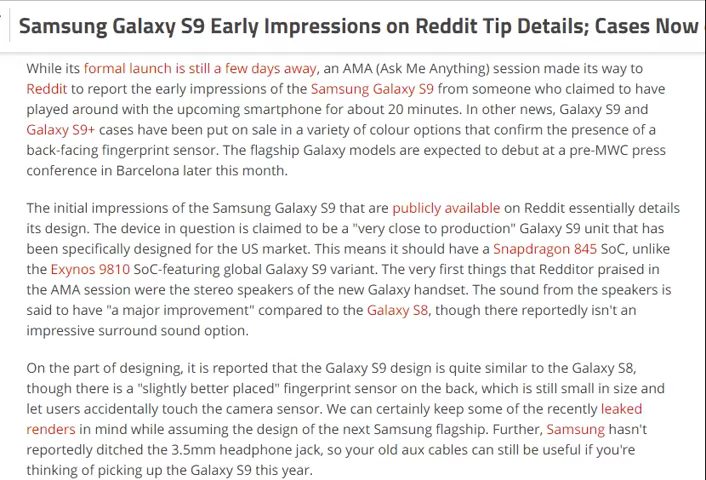 Samsung Galaxy S9 Early Impressions on Reddit Tip Details; Cases Now
While its formal launch is still a few days away, an AMA (Ask Me Anything) session made its way to
Reddit to report the early impressions of the Samsung Galaxy S9 from someone who claimed to have
played around with the upcoming smartphone for about 20 minutes. In other news, Galaxy S9 and
Galaxy S9+ cases have been put on sale in a variety of colour options that confirm the presence of a
back-facing fingerprint sensor. The flagship Galaxy models are expected to debut at a pre-MWC press
conference in Barcelona later this month.
The initial impressions of the Samsung Galaxy S9 that are publicly available on Reddit essentially details
its design. The device in question is claimed to be a "very close to production" Galaxy S9 unit that has
been specifically designed for the US market. This means it should have a Snapdragon 845 SoC, unlike
the Exynos 9810 SoC-featuring global Galaxy S9 variant. The very first things that Redditor praised in
the AMA session were the stereo speakers of the new Galaxy handset. The sound from the speakers is
said to have "a major improvement" compared to the Galaxy S8, though there reportedly isn't an
impressive surround sound option.
On the part of designing, it is reported that the Galaxy S9 design is quite similar to the Galaxy S8,
though there is a "slightly better placed" fingerprint sensor on the back, which is still small in size and
let users accidentally touch the camera sensor. We can certainly keep some of the recently leaked
renders in mind while assuming the design of the next Samsung flagship. Further, Samsung hasn't
reportedly ditched the 3.5mm headphone jack, so your old aux cables can still be useful if you're
thinking of picking up the Galaxy S9 this year.